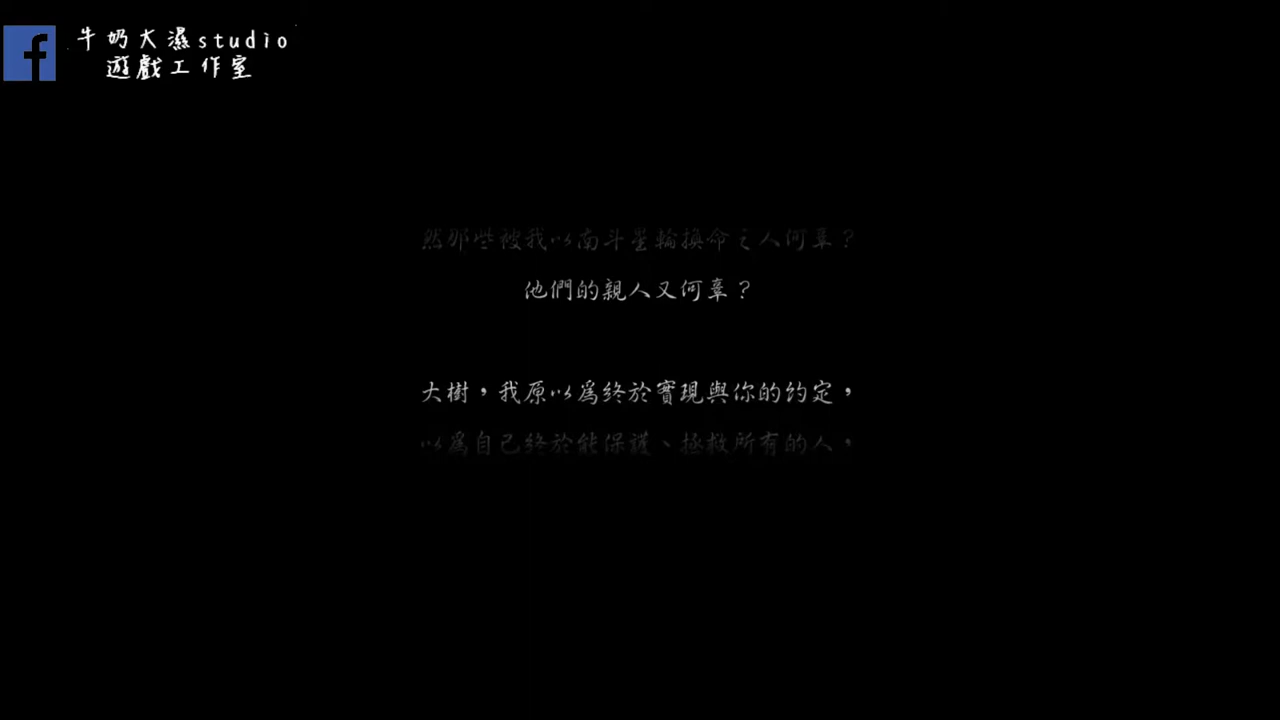 牛奶大濕studio
遊戲工作室
然那些被我以南斗星輪換命之人何辜？
他們的親人又何辜？
大樹，我原以為終於實現與你的約定，
以為自己終於能保護、拯救所有的人，